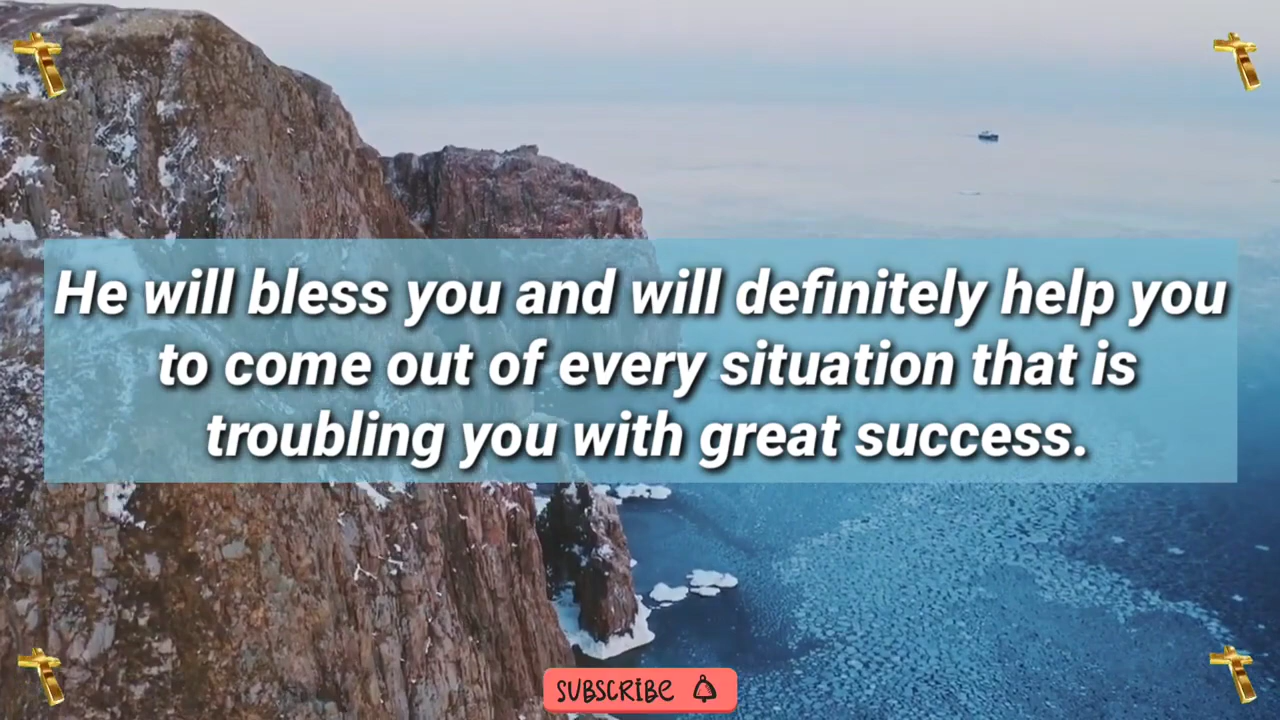 He will bless you and will definitely help you
to come out of every situation that is
troubling you with great success.
SUBSCRIBE